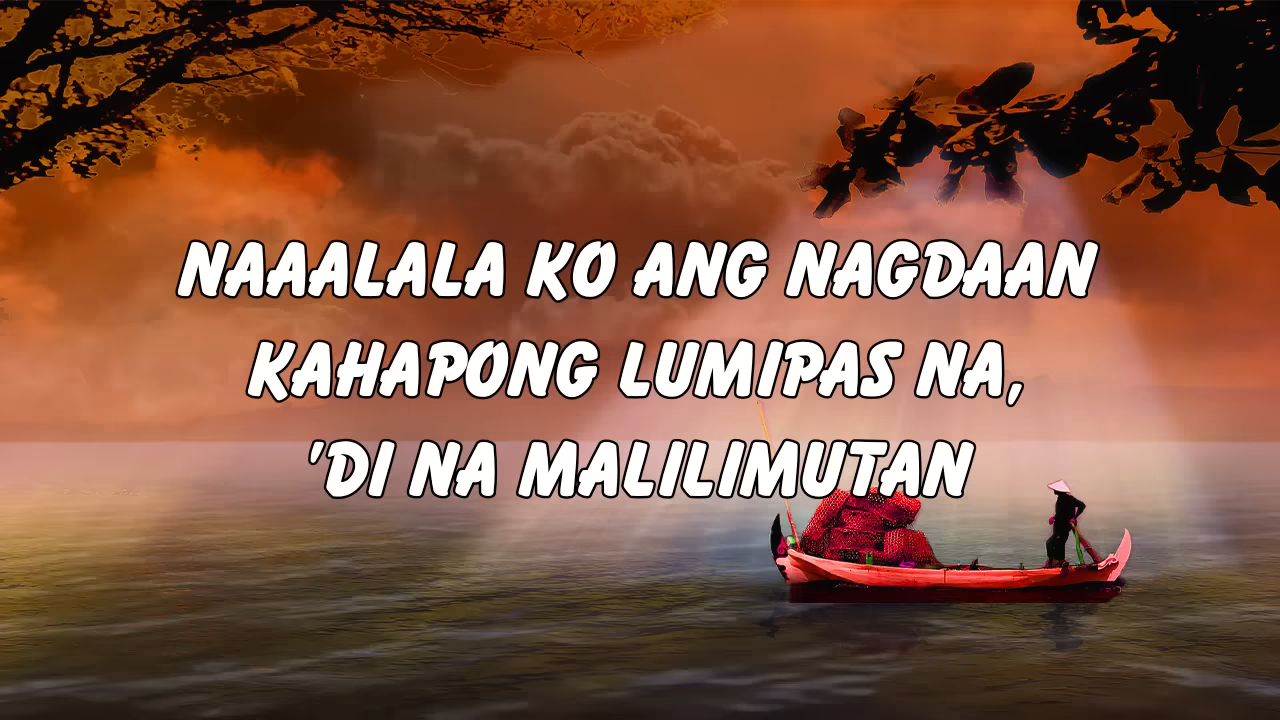 NAAALALA KO ANG NAGDAAN
KAHAPONG LUMIPAS NA,
'DI NA MALILIMUTAN